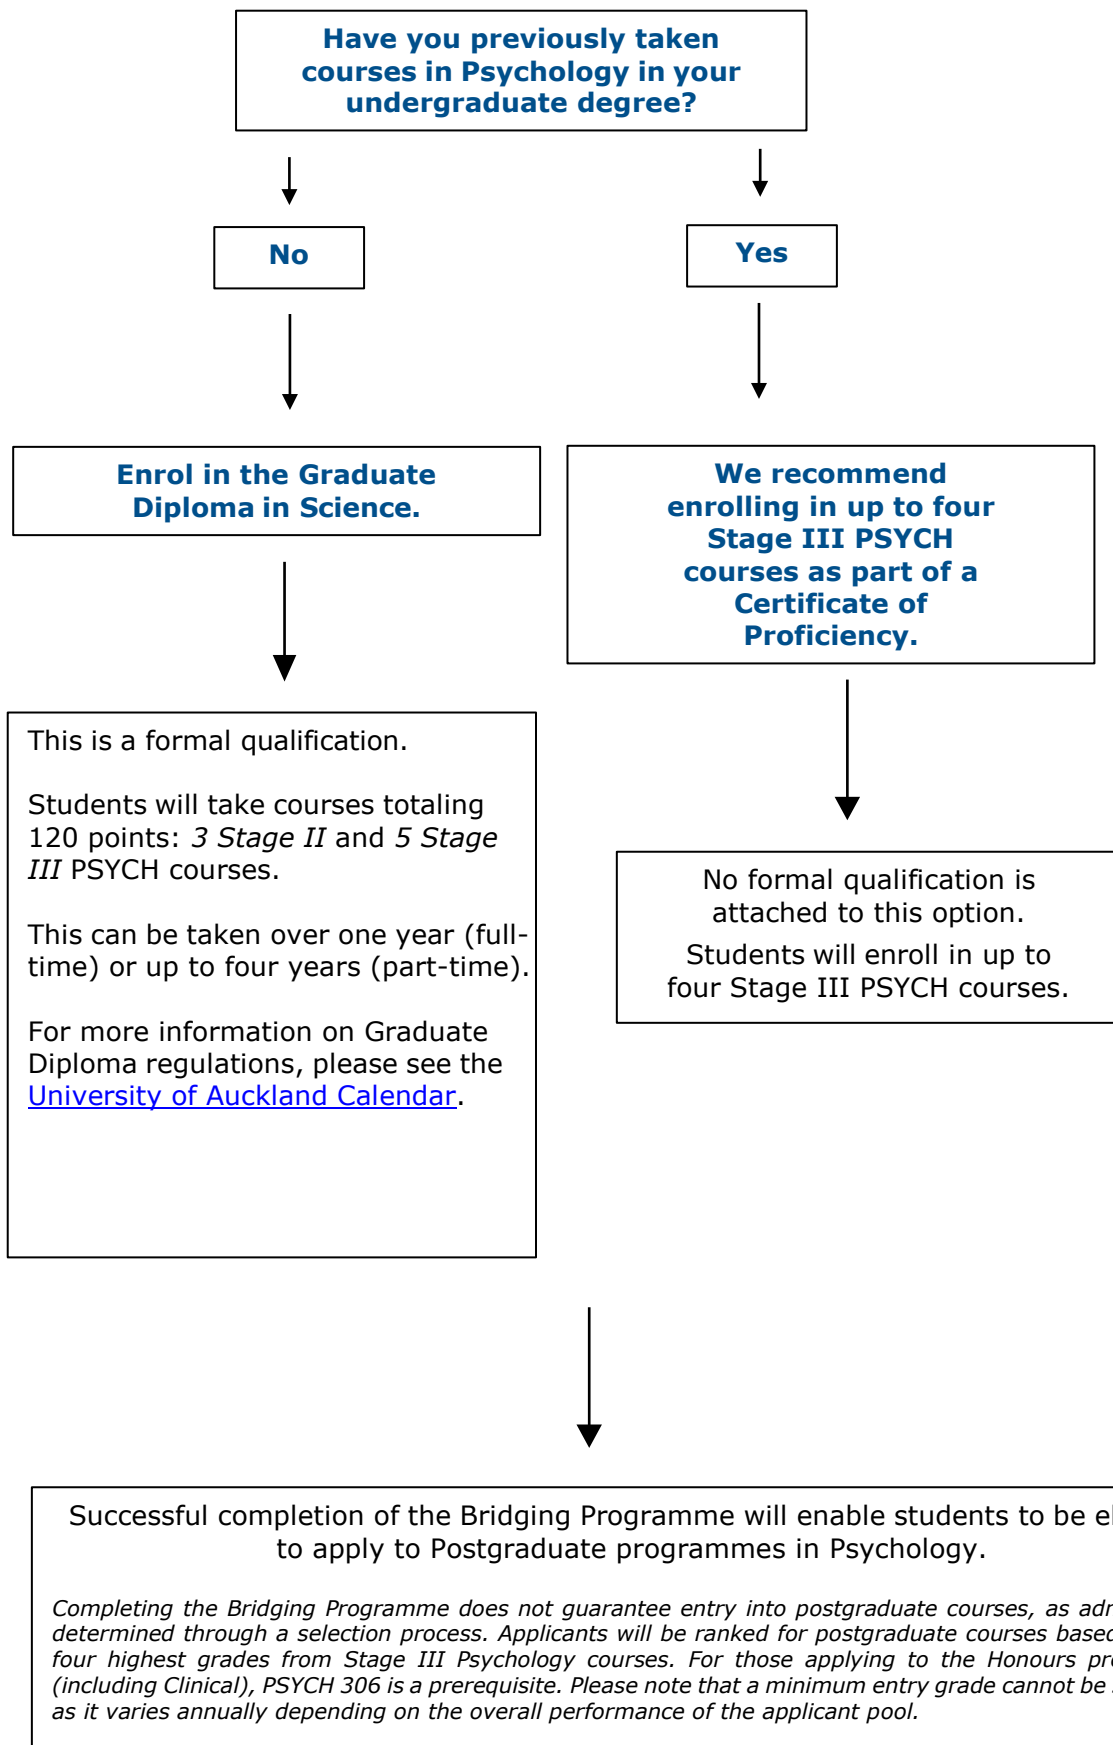 Have you previously taken
courses in Psychology in your
undergraduate degree?
No
Yes
Enrol in the Graduate
Diploma in Science.
We recommend
enrolling in up to four
Stage III PSYCH
courses as part of a
Certificate of
Proficiency.
This is a formal qualification.
Students will take courses totaling
120 points: 3 Stage II and 5 Stage
III PSYCH courses.
This can be taken over one year (full-
time) or up to four years (part-time).
For more information on Graduate
Diploma regulations, please see the
University of Auckland Calendar.
No formal qualification is
attached to this option.
Students will enroll in up to
four Stage III PSYCH courses.
Successful completion of the Bridging Programme will enable students to be
to apply to Postgraduate programmes in Psychology.
Completing the Bridging Programme does not guarantee entry into postgraduate courses, as
determined through a selection process. Applicants will be ranked for postgraduate courses based
four highest grades from Stage III Psychology courses. For those applying to the Honours
(including Clinical), PSYCH 306 is a prerequisite. Please note that a minimum entry grade cannot be
as it varies annually depending on the overall performance of the applicant pool.